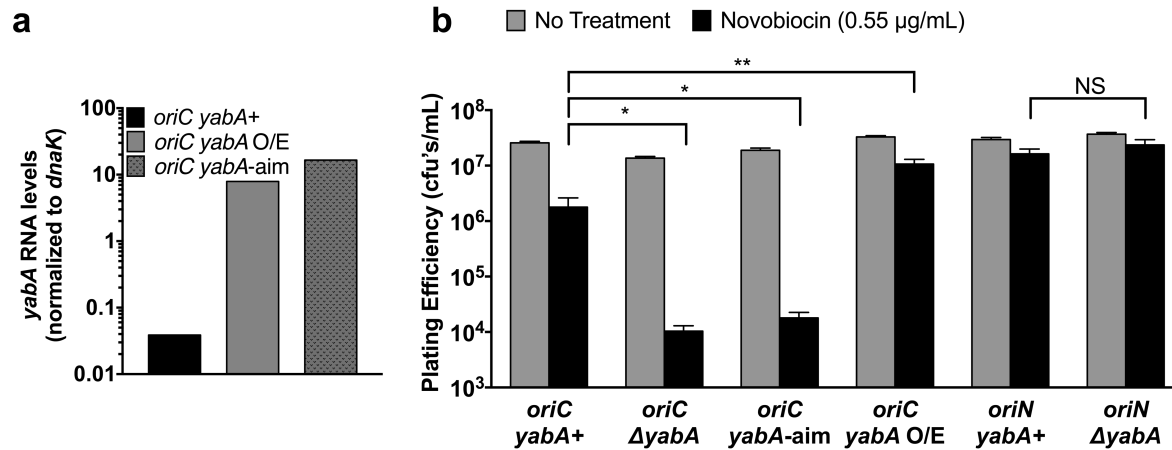 a
yabA RNA levels
(normalized to dnaK)
100
10
1
0.1
0.01
oriC yabA+
oriC yabA O/E
oriC yabA-aim
b
No Treatment
Novobiocin (0.55 µg/mL)
Plating Efficiency (cfu's/mL)
10⁸
10⁷
10⁶
10⁵
10⁴
10³
**
*
*
NS
oriC
yabA+
oriC
ΔyabA
oriC
yabA-aim
oriC
yabA O/E
oriN
yabA+
oriN
ΔyabA